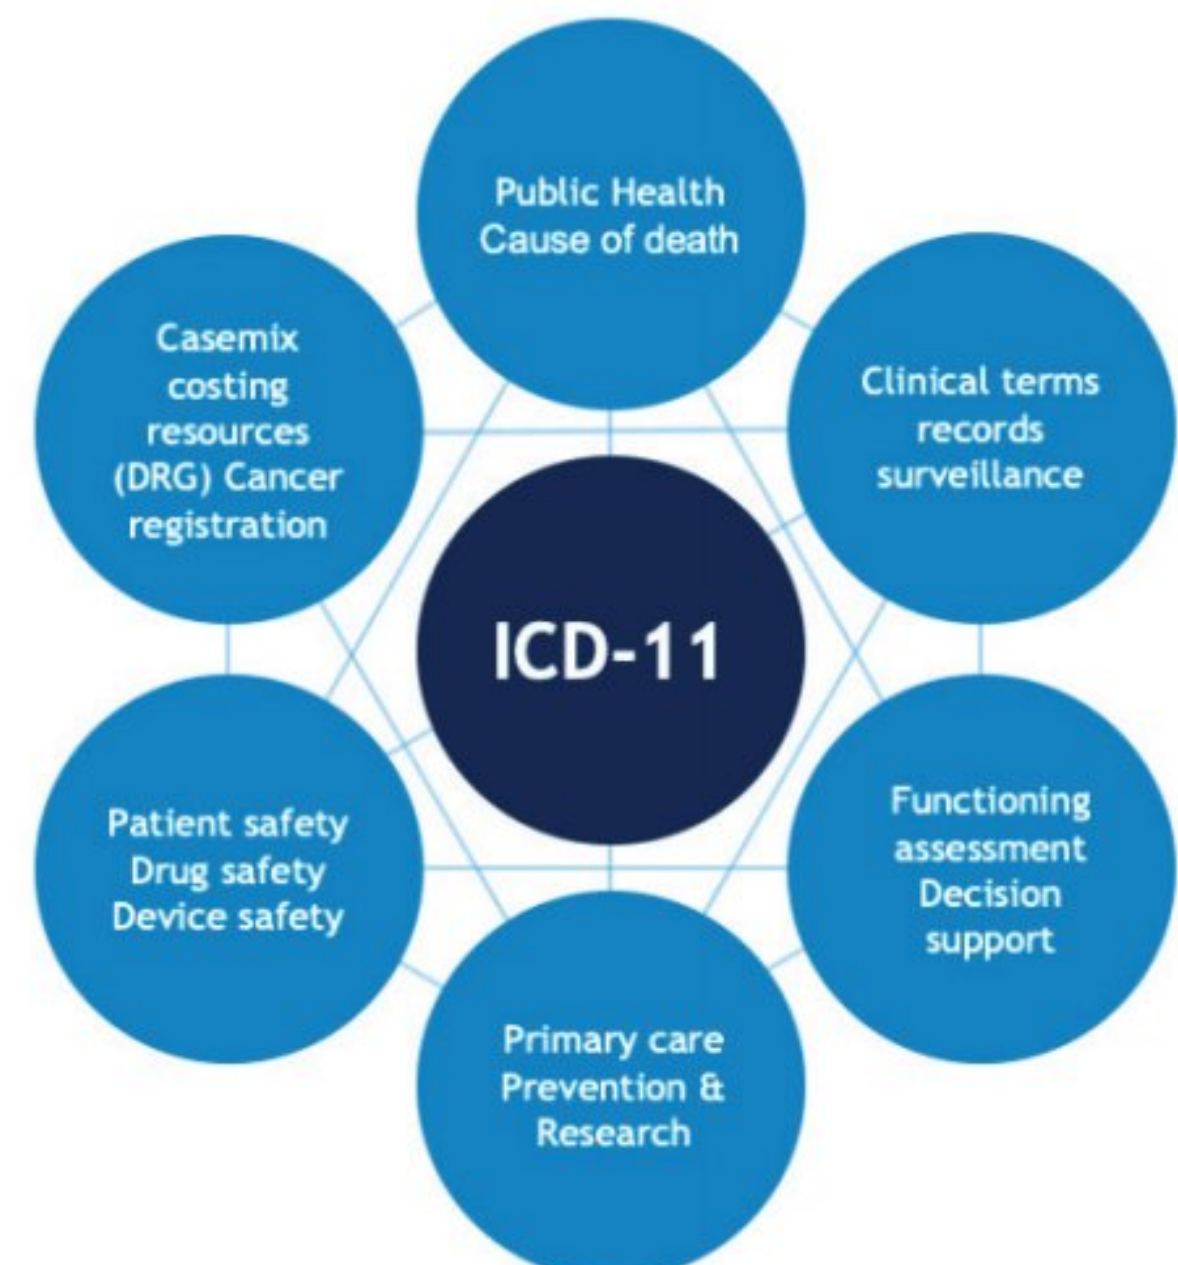 Public Health
Cause of death
Casemix
costing
resources
(DRG) Cancer
registration
Clinical terms
records
surveillance
ICD-11
Patient safety
Drug safety
Device safety
Functioning
assessment
Decision
support
Primary care
Prevention &
Research